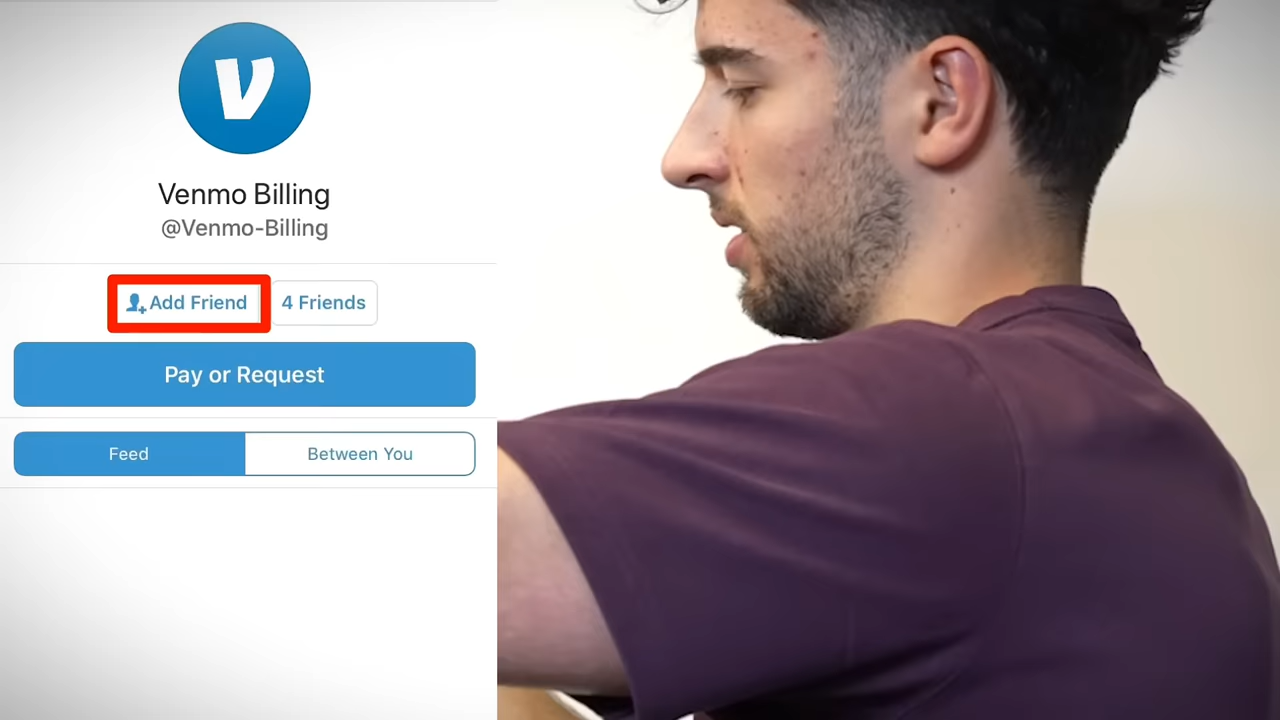 Venmo Billing
@Venmo-Billing
Add Friend
4 Friends
Pay or Request
Feed
Between You